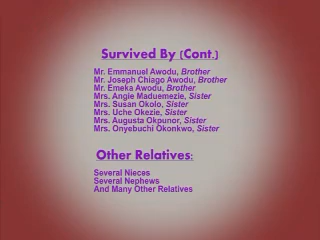 Survived By (Cont.)
Mr. Emmanuel Awodu, Brother
Mr. Joseph Chiago Awodu, Brother
Mr. Emeka Awodu, Brother
Mrs. Angie Maduemezie, Sister
Mrs. Susan Okolo, Sister
Mrs. Uche Okezie, Sister
Mrs. Augusta Okpunor, Sister
Mrs. Onyebuchi Okonkwo, Sister
Other Relatives:
Several Nieces
Several Nephews
And Many Other Relatives